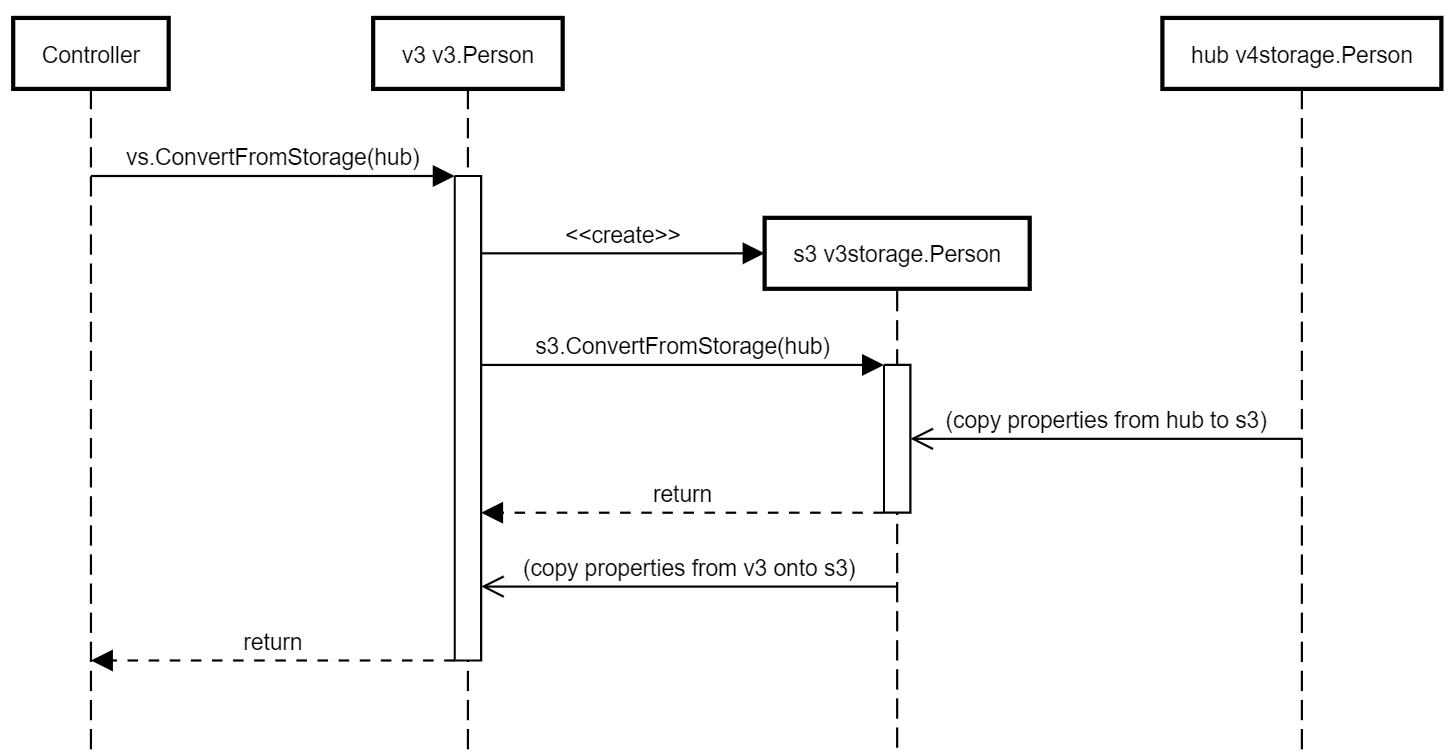 Controller
v3 v3.Person
hub v4storage.Person
vs.ConvertFromStorage(hub)
<<create>>
s3 v3storage.Person
s3.ConvertFromStorage(hub)
(copy properties from hub to s3)
return
(copy properties from v3 onto s3)
return